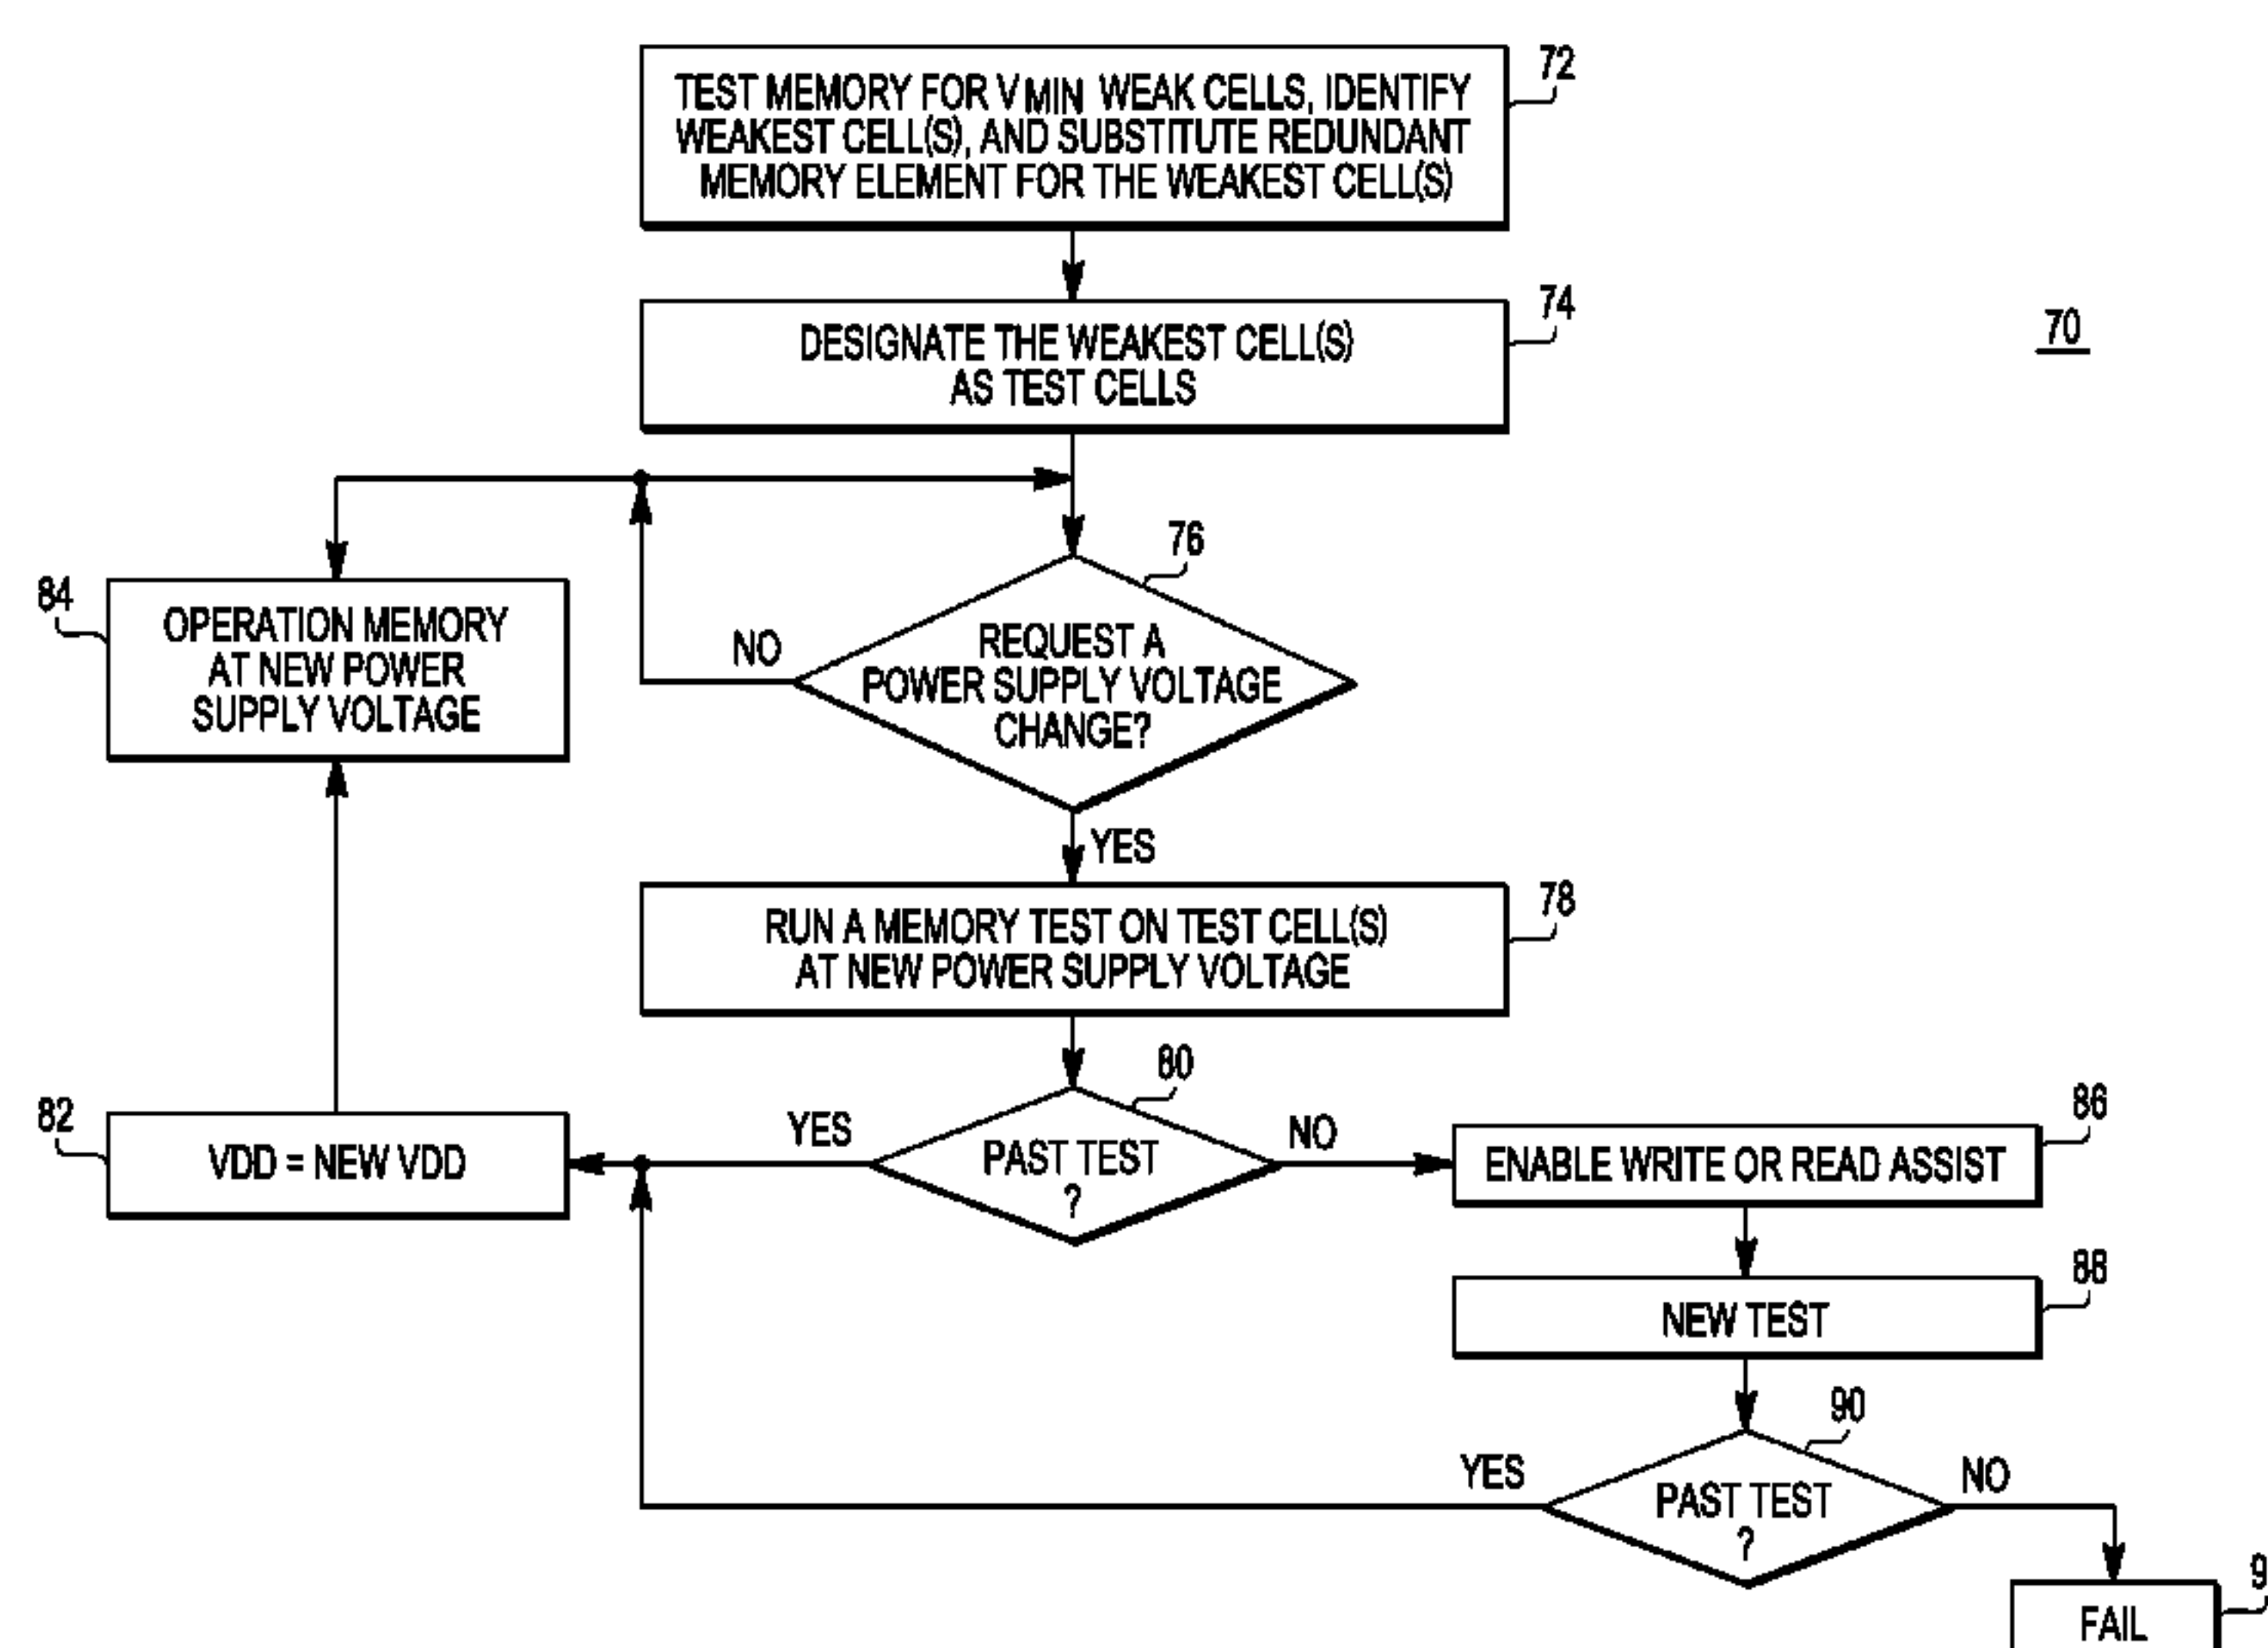 72
TEST MEMORY FOR VMIN WEAK CELLS, IDENTIFY
WEAKEST CELL(S), AND SUBSTITUTE REDUNDANT
MEMORY ELEMENT FOR THE WEAKEST CELL(S)
74
DESIGNATE THE WEAKEST CELL(S)
AS TEST CELLS
70
76
REQUEST A
POWER SUPPLY VOLTAGE
CHANGE?
NO
YES
84
OPERATION MEMORY
AT NEW POWER
SUPPLY VOLTAGE
78
RUN A MEMORY TEST ON TEST CELL(S)
AT NEW POWER SUPPLY VOLTAGE
80
PAST TEST
?
YES
NO
82
VDD = NEW VDD
86
ENABLE WRITE OR READ ASSIST
88
NEW TEST
90
PAST TEST
?
YES
NO
9
FAIL